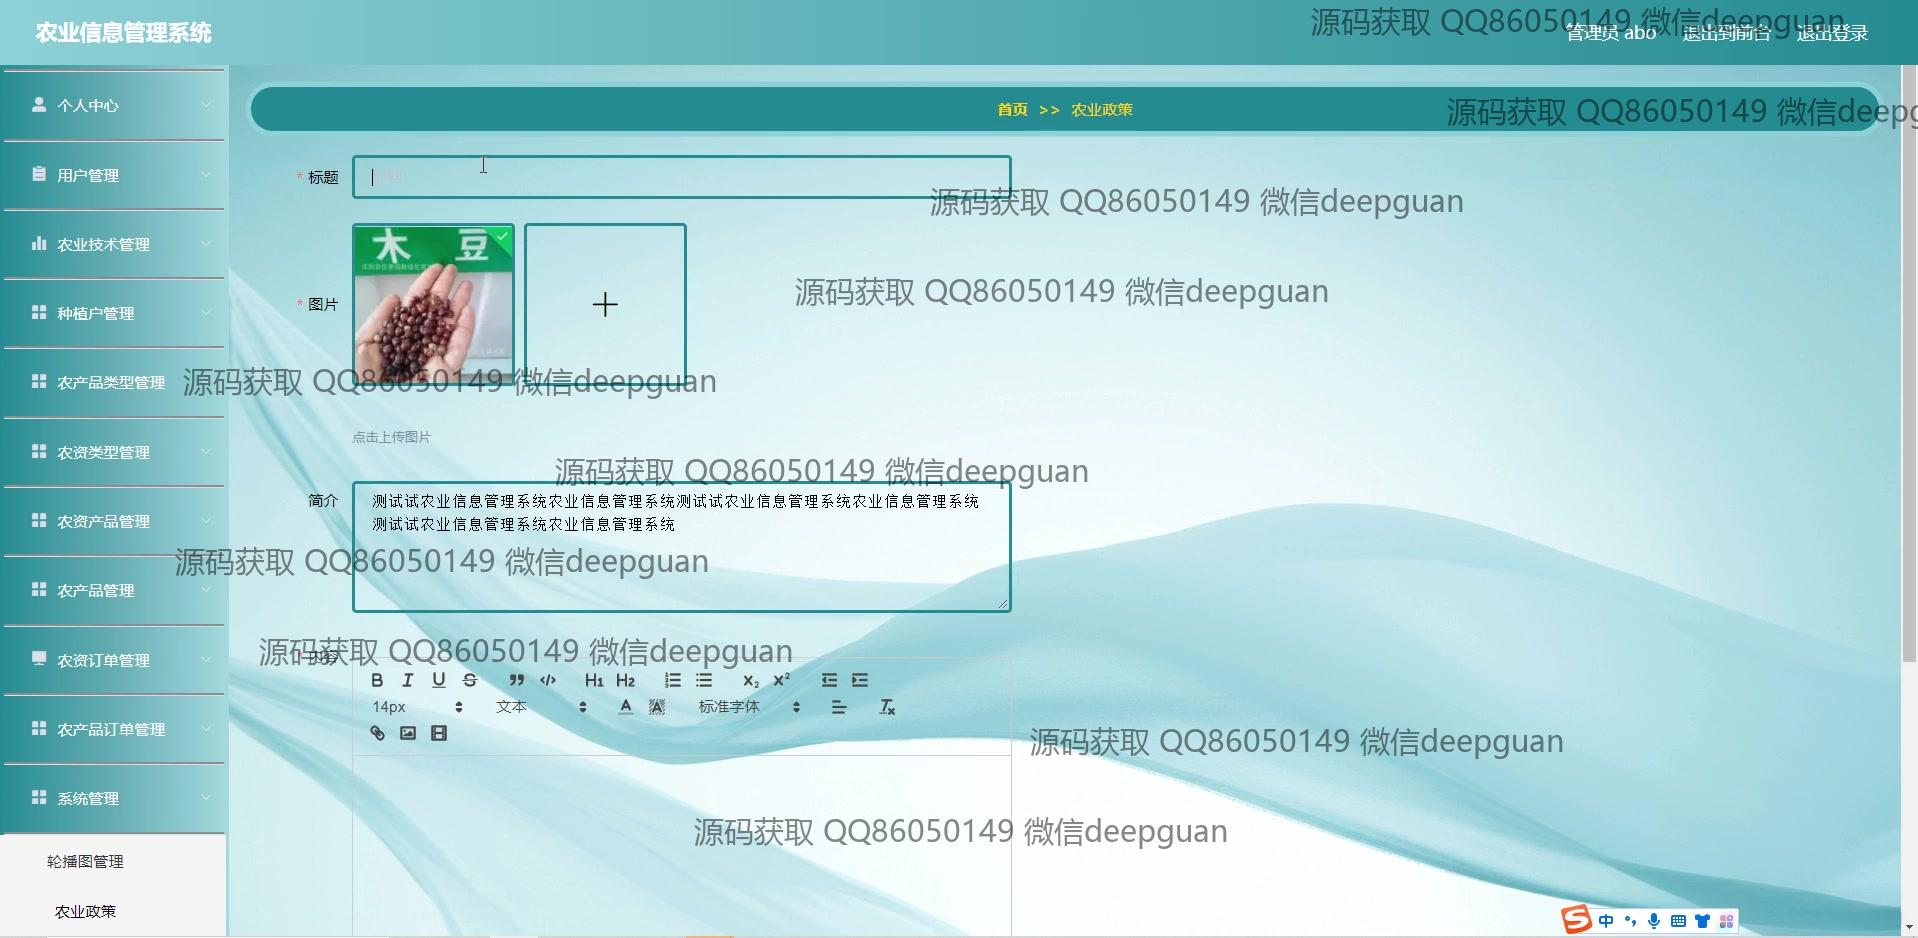 农业信息管理系统
源码获取 QQ86050149 微信deepguan
管理员 abo
退出到前台
退出登录
个人中心
首页 >> 农业政策
源码获取 QQ86050149 微信deepg
用户管理
* 标题
源码获取 QQ86050149 微信deepguan
农业技术管理
木 豆
* 图片
源码获取 QQ86050149 微信deepguan
种植户管理
农产品类型管理
源码获取 QQ86050149 微信deepguan
点击上传图片
农资类型管理
源码获取 QQ86050149 微信deepguan
简介
测试试农业信息管理系统农业信息管理系统测试试农业信息管理系统农业信息管理系统
测试试农业信息管理系统农业信息管理系统
农资产品管理
源码获取 QQ86050149 微信deepguan
农产品管理
农资订单管理
* 内容
源码获取 QQ86050149 微信deepguan
B I U S H1 H2 X2 X2
14px 文本 A A 标准字体 Tx
农产品订单管理
源码获取 QQ86050149 微信deepguan
系统管理
源码获取 QQ86050149 微信deepguan
轮播图管理
农业政策
中